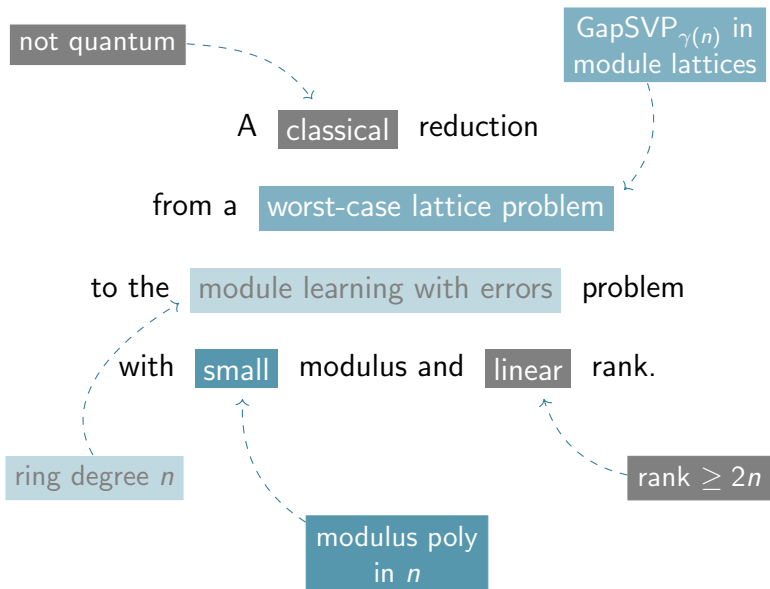 not quantum
GapSVP_γ(n) in
module lattices
A classical reduction
from a worst-case lattice problem
to the module learning with errors problem
with small modulus and linear rank.
ring degree n
rank ≥ 2n
modulus poly
in n